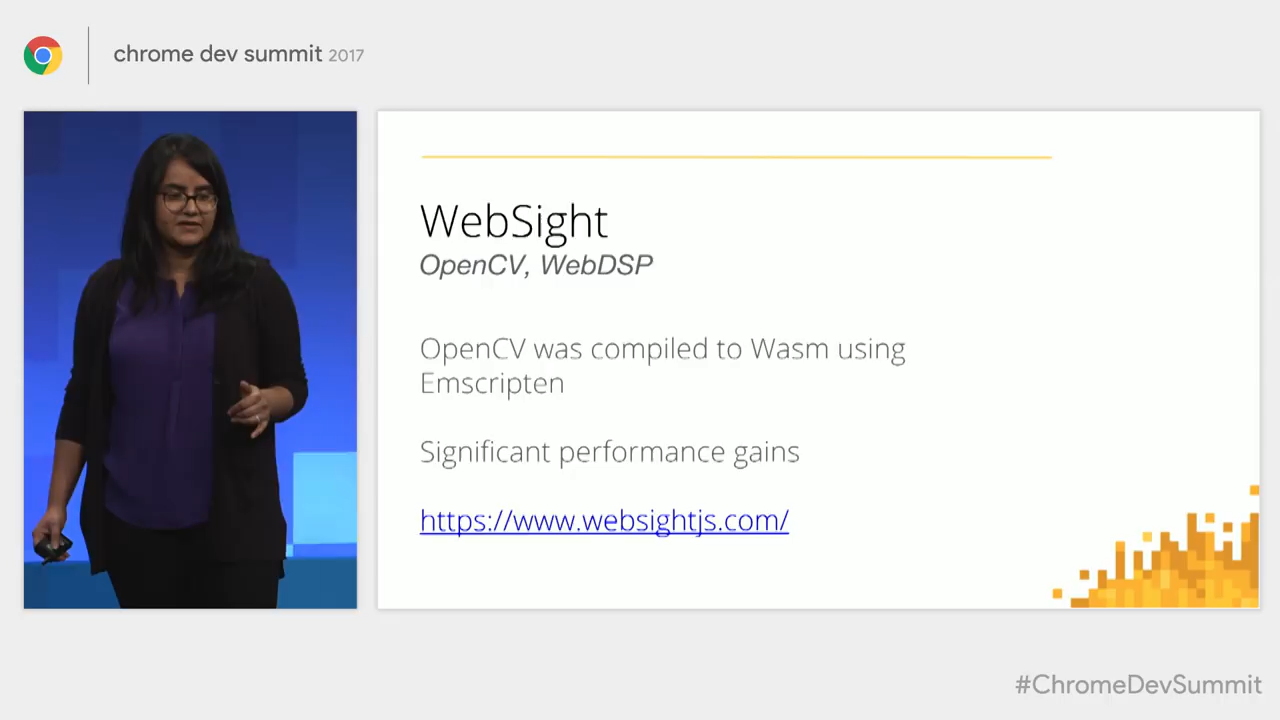 chrome dev summit 2017
WebSight
OpenCV, WebDSP
OpenCV was compiled to Wasm using
Emscripten
Significant performance gains
https://www.websightjs.com/
#ChromeDevSummit